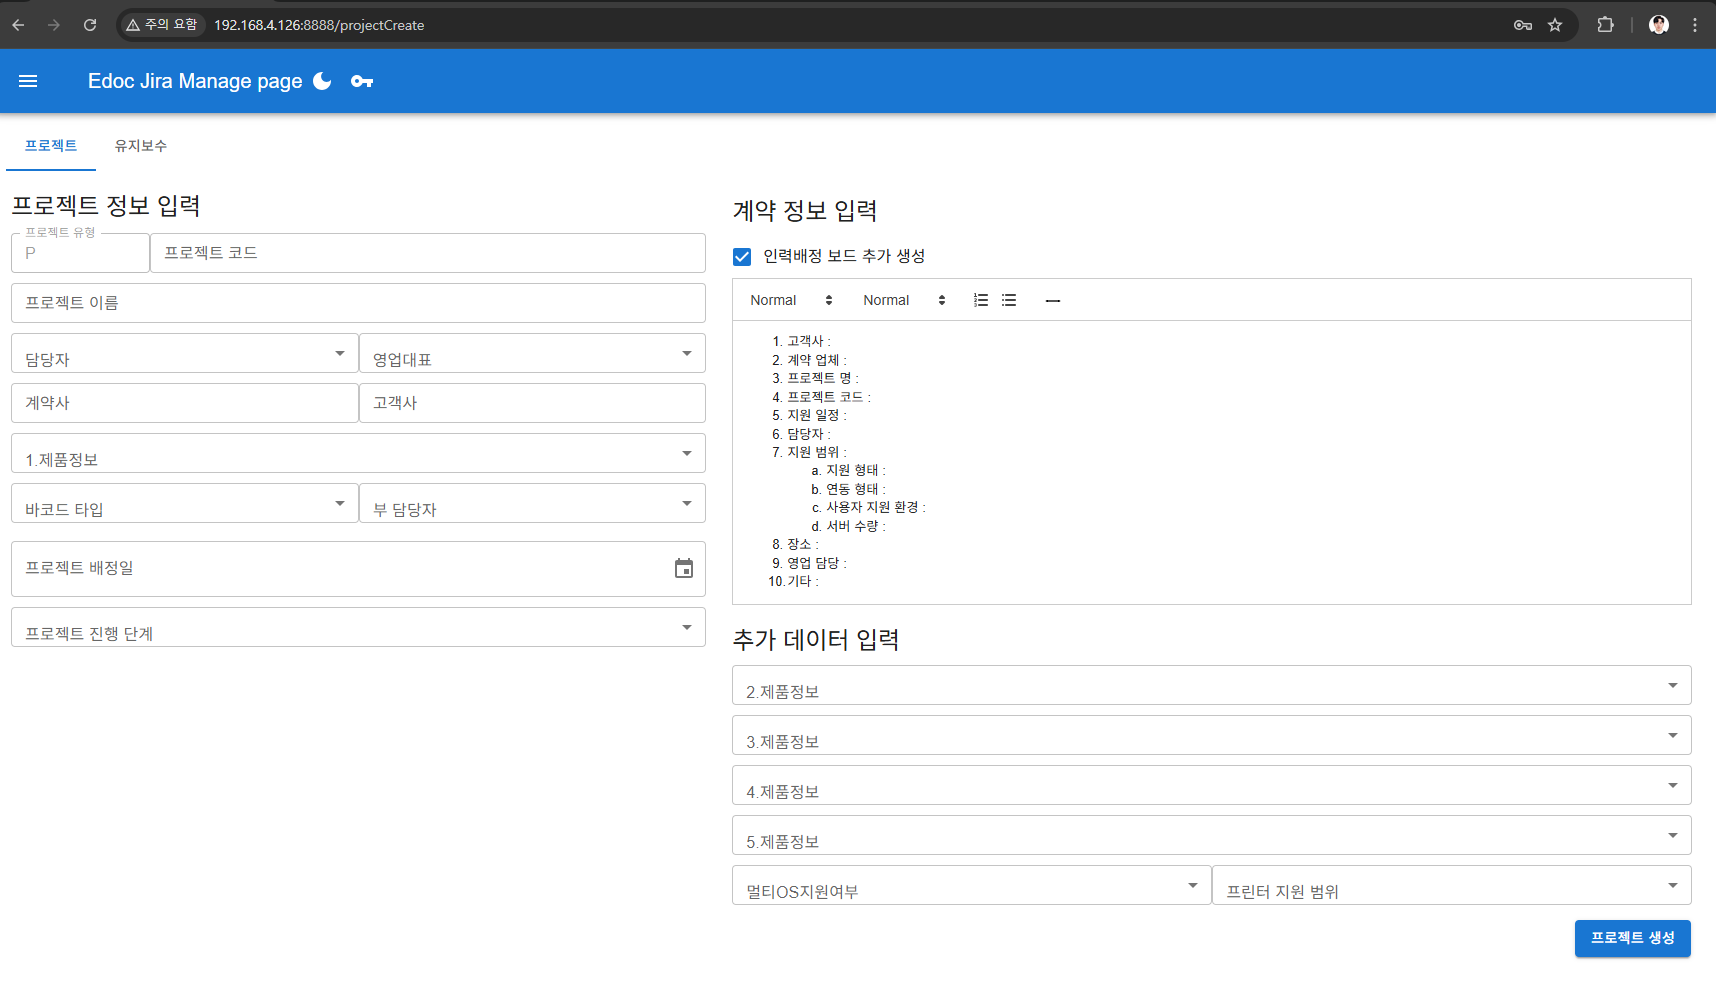 주의 요함 192.168.4.126:8888/projectCreate
Edoc Jira Manage page
프로젝트 유지보수
프로젝트 정보 입력
프로젝트 유형
P
프로젝트 코드
프로젝트 이름
담당자 영업대표
계약사 고객사
1.제품정보
바코드 타입 부 담당자
프로젝트 배정일
프로젝트 진행 단계
계약 정보 입력
인력배정 보드 추가 생성
Normal Normal
1. 고객사 :
2. 계약 업체 :
3. 프로젝트 명 :
4. 프로젝트 코드 :
5. 지원 일정 :
6. 담당자 :
7. 지원 범위 :
a. 지원 형태 :
b. 연동 형태 :
c. 사용자 지원 환경 :
d. 서버 수량 :
8. 장소 :
9. 영업 담당 :
10. 기타 :
추가 데이터 입력
2.제품정보
3.제품정보
4.제품정보
5.제품정보
멀티OS지원여부 프린터 지원 범위
프로젝트 생성